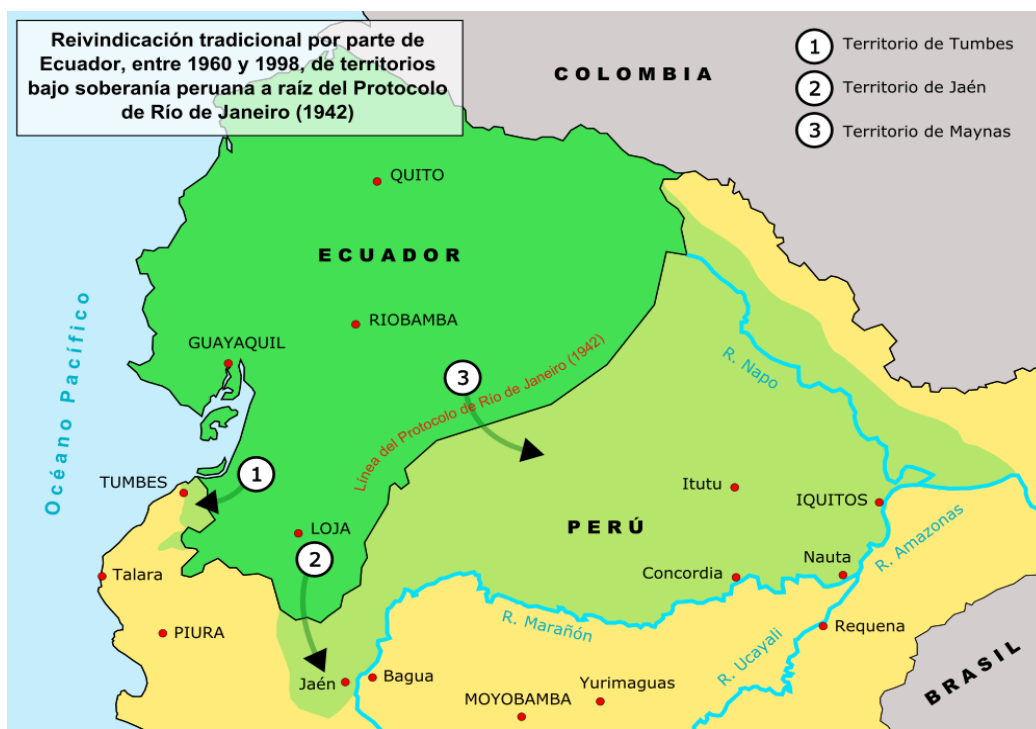 Reivindicación tradicional por parte de
Ecuador, entre 1960 y 1998, de territorios
bajo soberanía peruana a raíz del Protocolo
de Río de Janeiro (1942)
1 Territorio de Tumbes
2 Territorio de Jaén
3 Territorio de Maynas
COLOMBIA
QUITO
ECUADOR
RIOBAMBA
GUAYAQUIL
Océano Pacífico
3
Línea del Protocolo de Río de Janeiro (1942)
R. Napo
TUMBES
1
Itutu
IQUITOS
LOJA
PERÚ
2
R. Amazonas
Talara
Concordia
Nauta
PIURA
R. Marañón
Requena
R. Ucayali
Jaén
Bagua
Yurimaguas
MOYOBAMBA
BRASIL